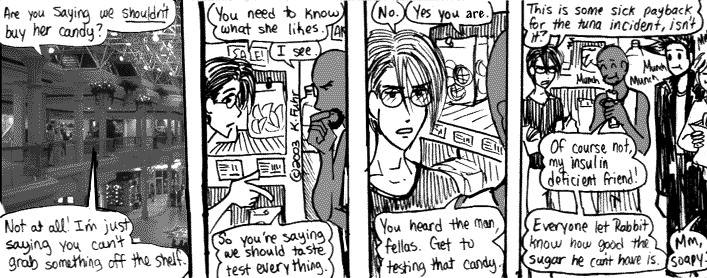 Are you saying we shouldn't
buy her candy?
Not at all! I'm just
saying you can't
grab something off the shelf.
You need to know
what she likes.
I see.
SALE!
©2003 K. Fahr
So you're saying
we should taste
test everything.
No.
Yes you are.
You heard the man,
fellas. Get to
testing that candy.
This is some sick payback
for the tuna incident, isn't
it?
Munch
Munch
Munch
Of course not,
my insulin
deficient friend!
Everyone let Rabbit
know how good the
sugar he can't have is.
Mm,
soapy!